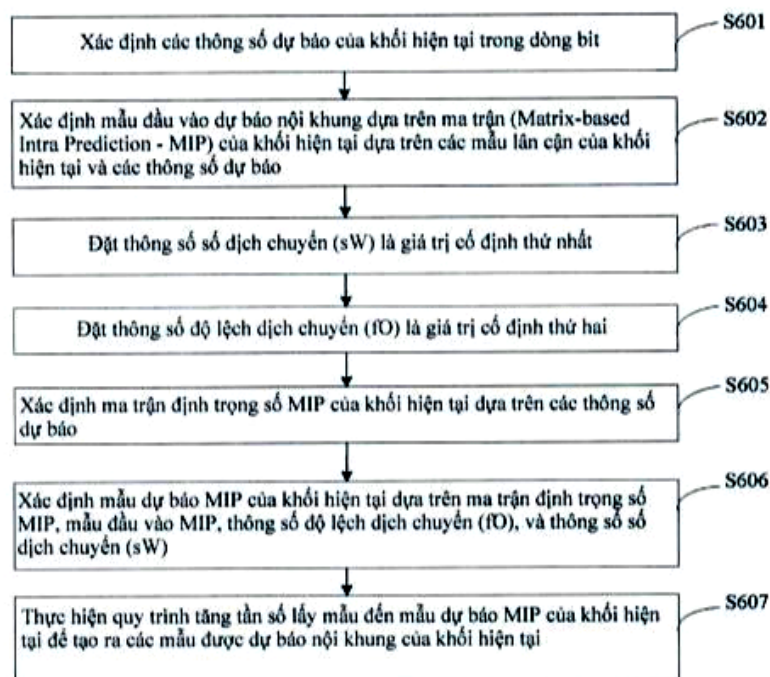 Xác định các thông số dự báo của khối hiện tại trong dòng bit
S601
Xác định mẫu đầu vào dự báo nội khung dựa trên ma trận (Matrix-based
Intra Prediction - MIP) của khối hiện tại dựa trên các mẫu lân cận của khối
hiện tại và các thông số dự báo
S602
Đặt thông số số dịch chuyển (sW) là giá trị cố định thứ nhất
S603
Đặt thông số độ lệch dịch chuyển (fO) là giá trị cố định thứ hai
S604
Xác định ma trận định trọng số MIP của khối hiện tại dựa trên các thông số
dự báo
S605
Xác định mẫu dự báo MIP của khối hiện tại dựa trên ma trận định trọng số
MIP, mẫu đầu vào MIP, thông số độ lệch dịch chuyển (fO), và thông số số
dịch chuyển (sW)
S606
Thực hiện quy trình tăng tần số lấy mẫu đến mẫu dự báo MIP của khối hiện
tại để tạo ra các mẫu được dự báo nội khung của khối hiện tại
S607